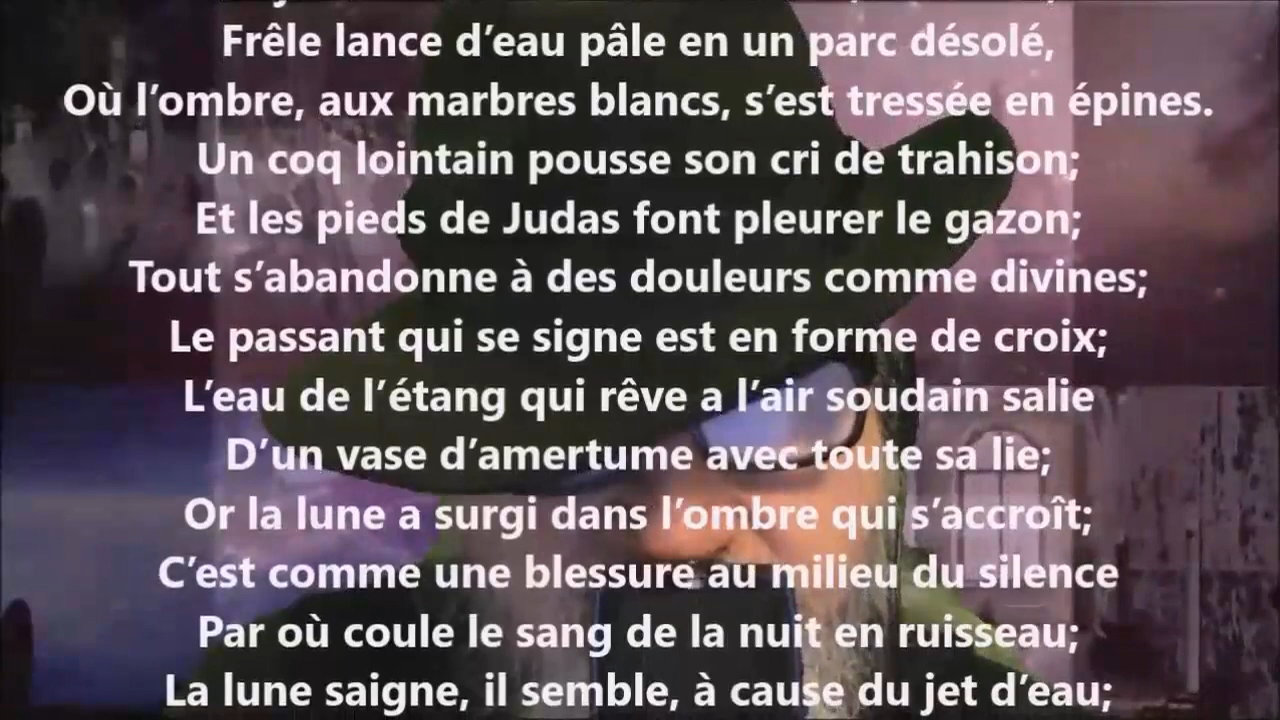 Frêle lance d’eau pâle en un parc désolé,
Où l’ombre, aux marbres blancs, s’est tressée en épines.
Un coq lointain pousse son cri de trahison;
Et les pieds de Judas font pleurer le gazon;
Tout s’abandonne à des douleurs comme divines;
Le passant qui se signe est en forme de croix;
L’eau de l’étang qui rêve a l’air soudain salie
D’un vase d’amertume avec toute sa lie;
Or la lune a surgi dans l’ombre qui s’accroît;
C’est comme une blessure au milieu du silence
Par où coule le sang de la nuit en ruisseau;
La lune saigne, il semble, à cause du jet d’eau;